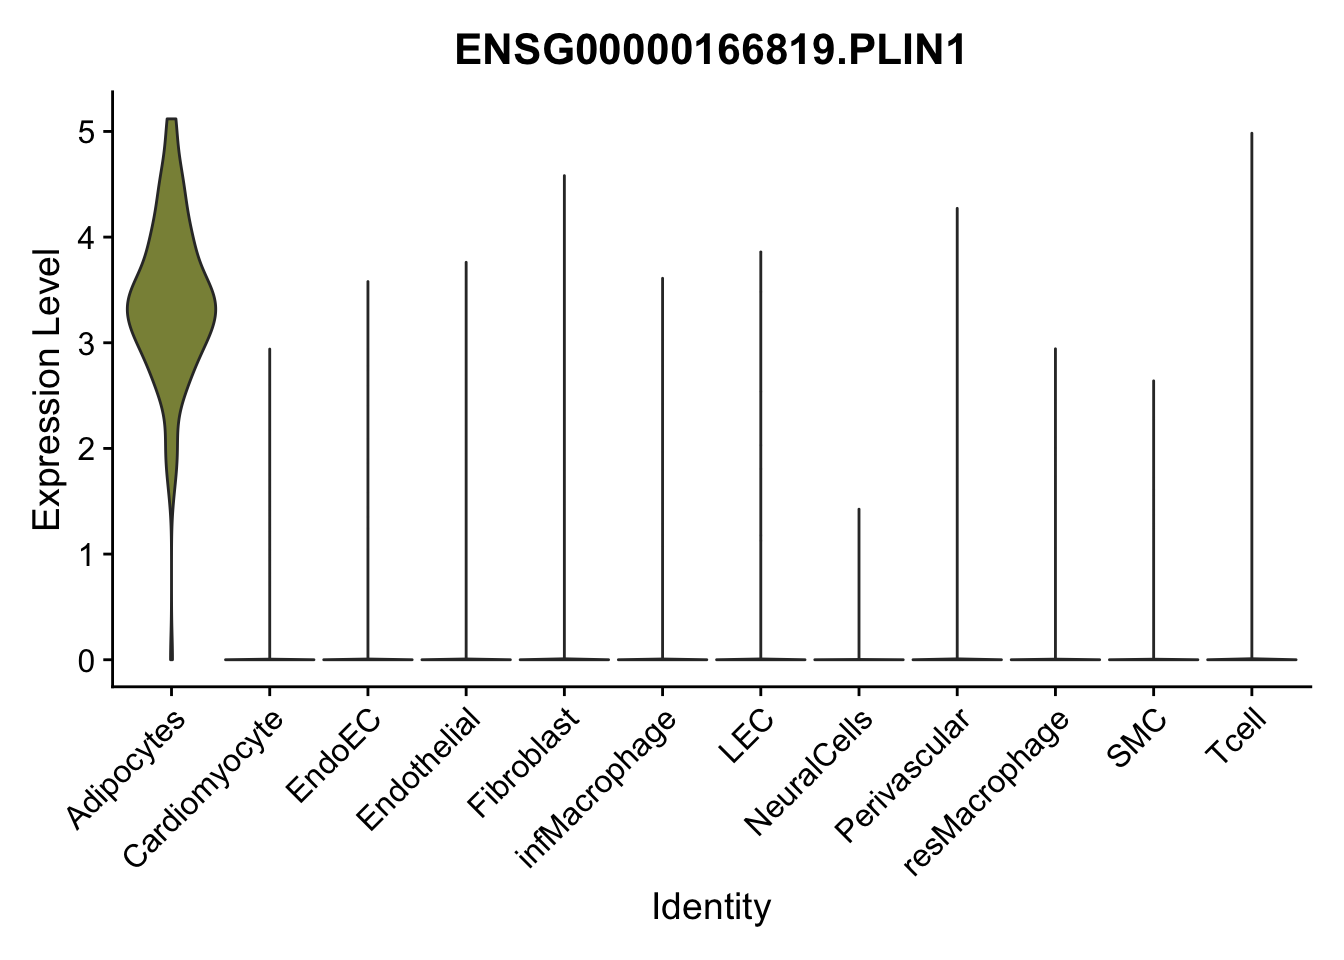 ENSG00000166819.PLIN1
Expression Level
5
4
3
2
1
0
Adipocytes
Cardiomyocyte
EndoEC
Endothelial
Fibroblast
infMacrophage
LEC
NeuralCells
Perivascular
resMacrophage
SMC
Tcell
Identity